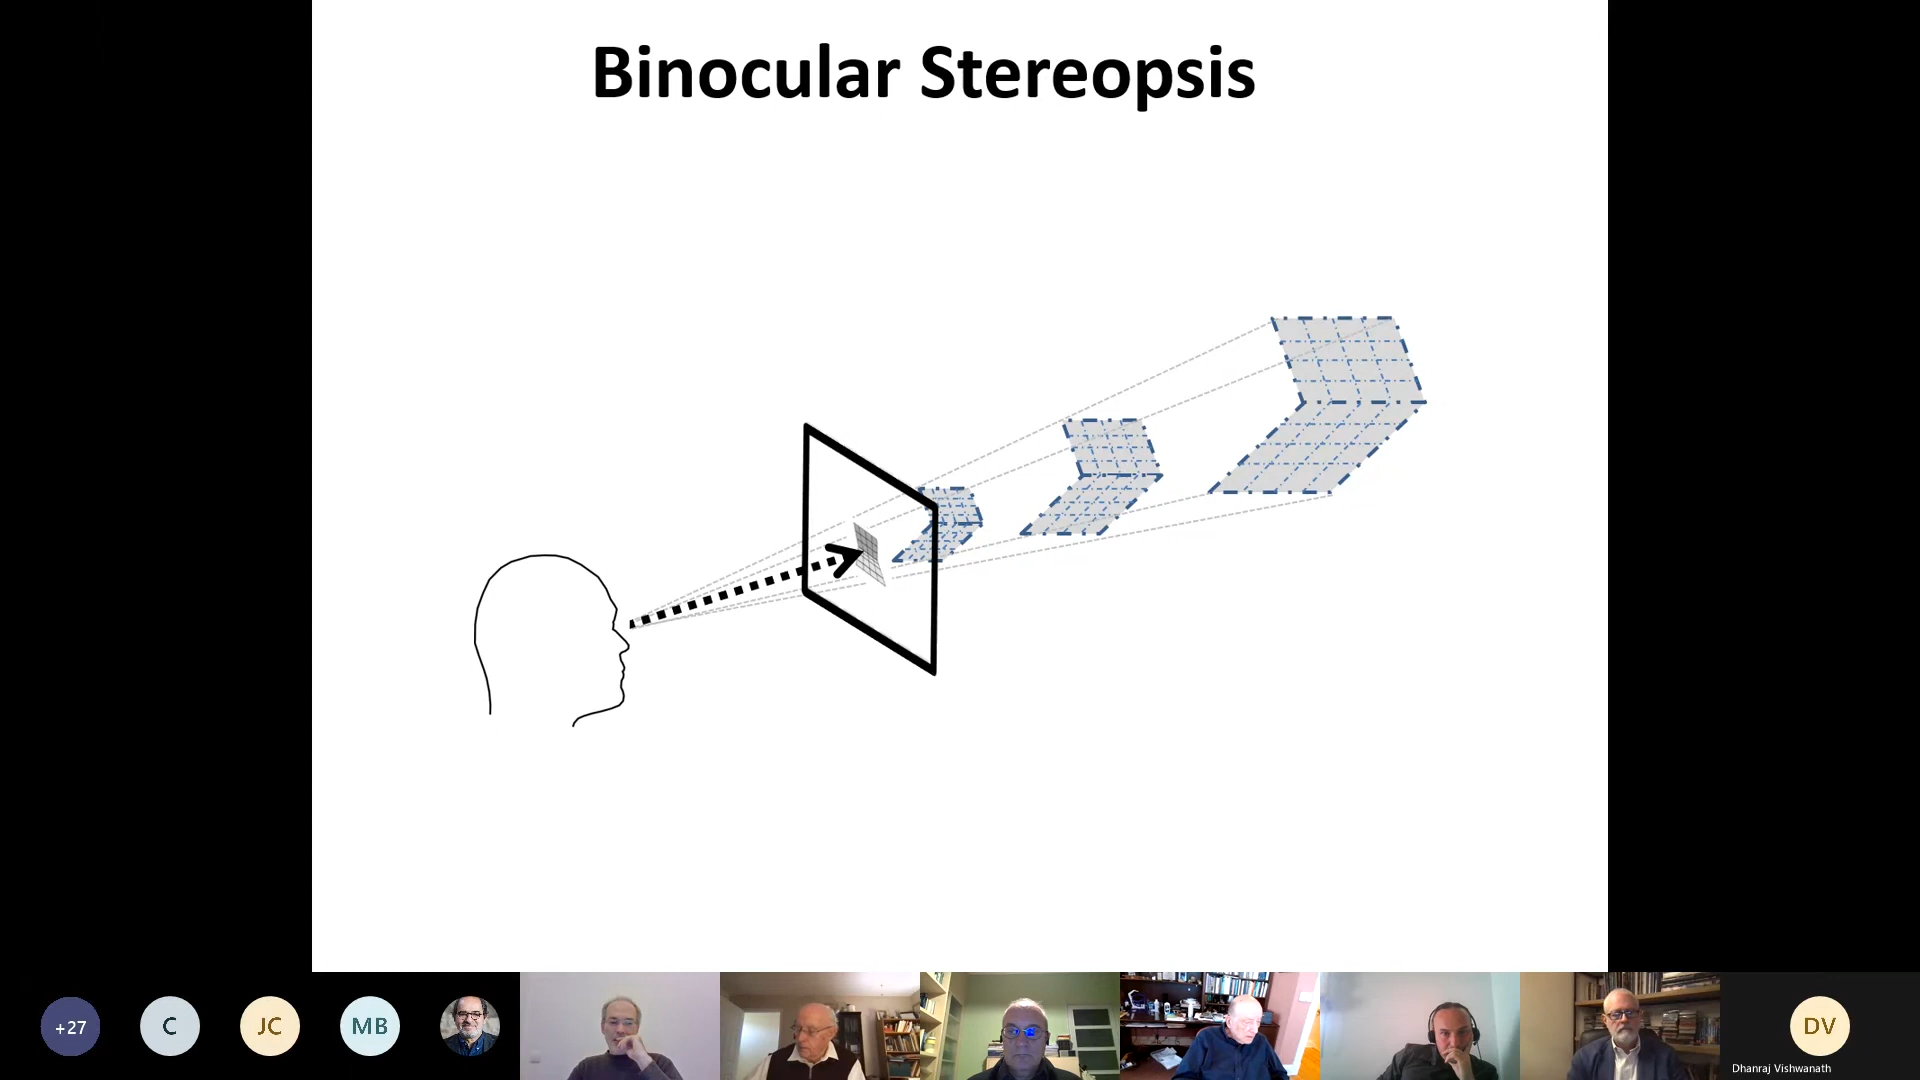 Binocular Stereopsis
+27
C
JC
MB
DV
Dhanraj Vishwanath